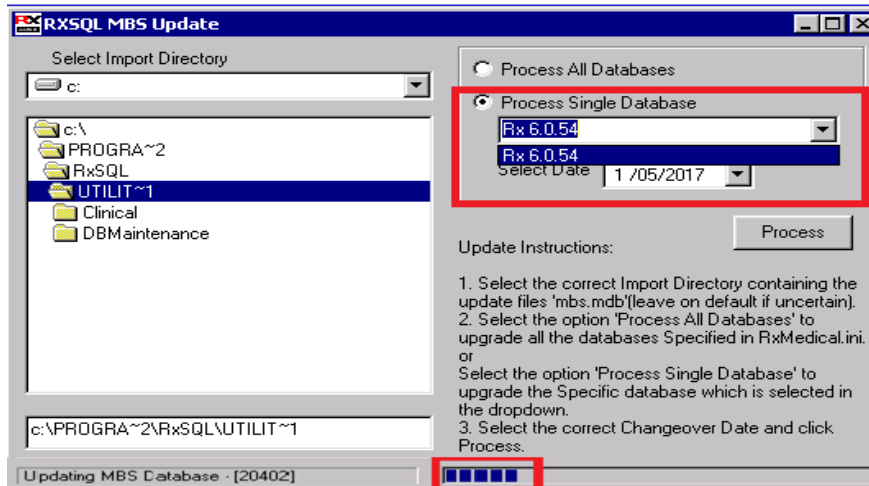 RXSQL MBS Update
Select Import Directory
c:
c:\
PROGRA~2
RxSQL
UTILIT~1
Clinical
DBMaintenance
c:\PROGRA~2\RxSQL\UTILIT~1
Process All Databases
Process Single Database
Rx 6.0.54
Rx 6.0.54
Select Date 1 /05/2017
Process
Update Instructions:
1. Select the correct Import Directory containing the
update files 'mbs.mdb'(leave on default if uncertain).
2. Select the option 'Process All Databases' to
upgrade all the databases Specified in RxMedical.ini.
or
Select the option 'Process Single Database' to
upgrade the Specific database which is selected in
the dropdown.
3. Select the correct Changeover Date and click
Process.
Updating MBS Database - [20402]